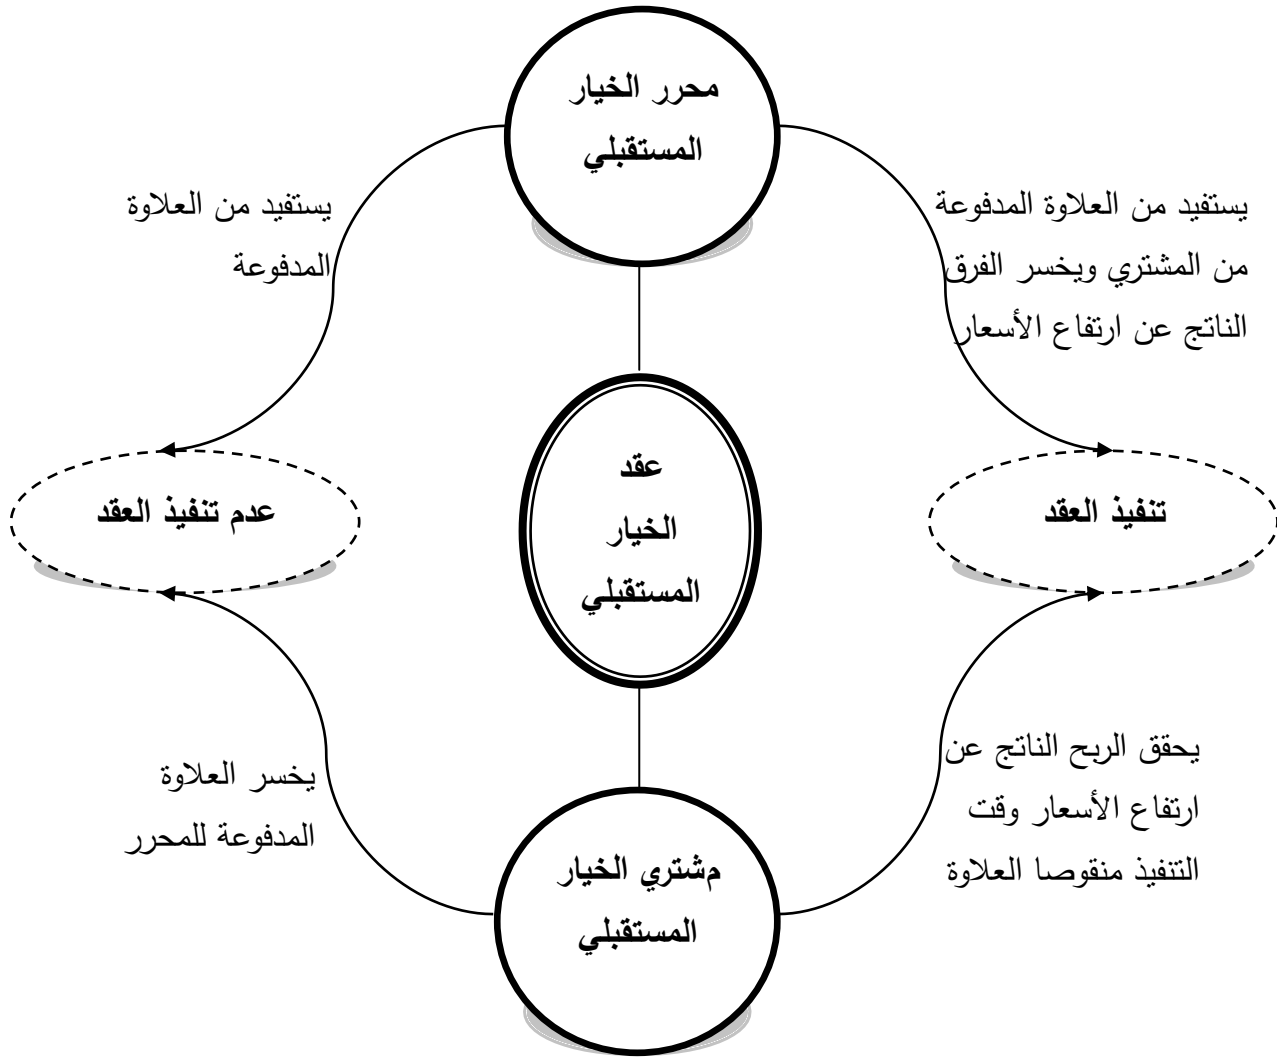 محرر الخيار
المستقبلي
يستفيد من العلاوة المدفوعة
من المشتري ويخسر الفرق
الناتج عن ارتفاع الأسعار
يستفيد من العلاوة
المدفوعة
عقد
الخيار
المستقبلي
تنفيذ العقد
عدم تنفيذ العقد
يحقق الربح الناتج عن
ارتفاع الأسعار وقت
التنفيذ منقوصا العلاوة
يخسر العلاوة
المدفوعة للمحرر
مشتري الخيار
المستقبلي